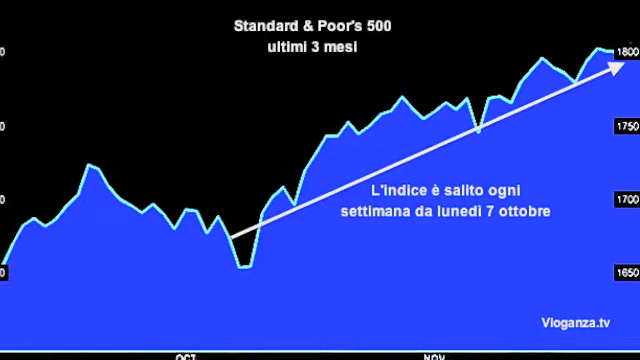 Standard & Poor's 500
ultimi 3 mesi
1800
1750
L'indice è salito ogni
settimana da lunedì 7 ottobre
1700
1650
Vloganza.tv
OCT
NOV